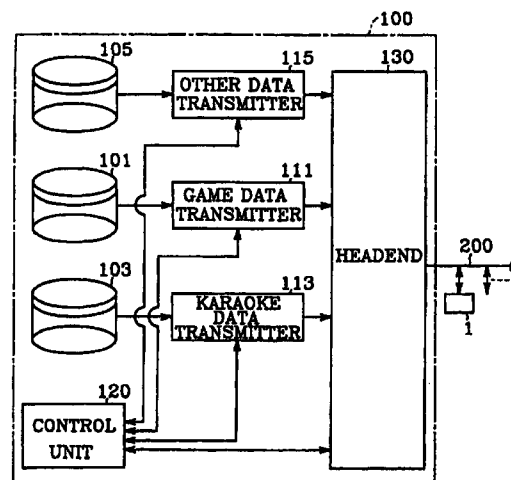 100
105
115
130
OTHER DATA
TRANSMITTER
101
111
GAME DATA
TRANSMITTER
HEADEND
200
103
113
KARAOKE
DATA
TRANSMITTER
1
120
CONTROL
UNIT